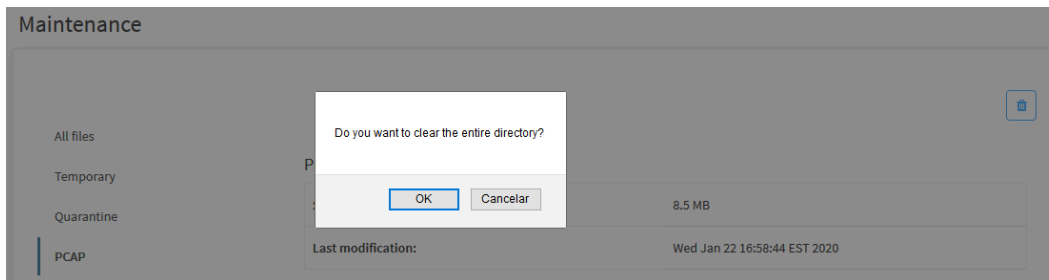 Maintenance
All files
Temporary
Quarantine
PCAP
Do you want to clear the entire directory?
OK
Cancelar
P
8.5 MB
Last modification:
Wed Jan 22 16:58:44 EST 2020